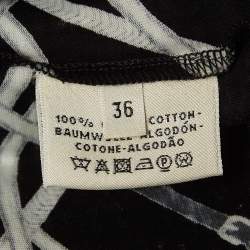 36
100% COTTON-
BAUMWOLLE-ALGODÓN-
COTONE-ALGODÃO